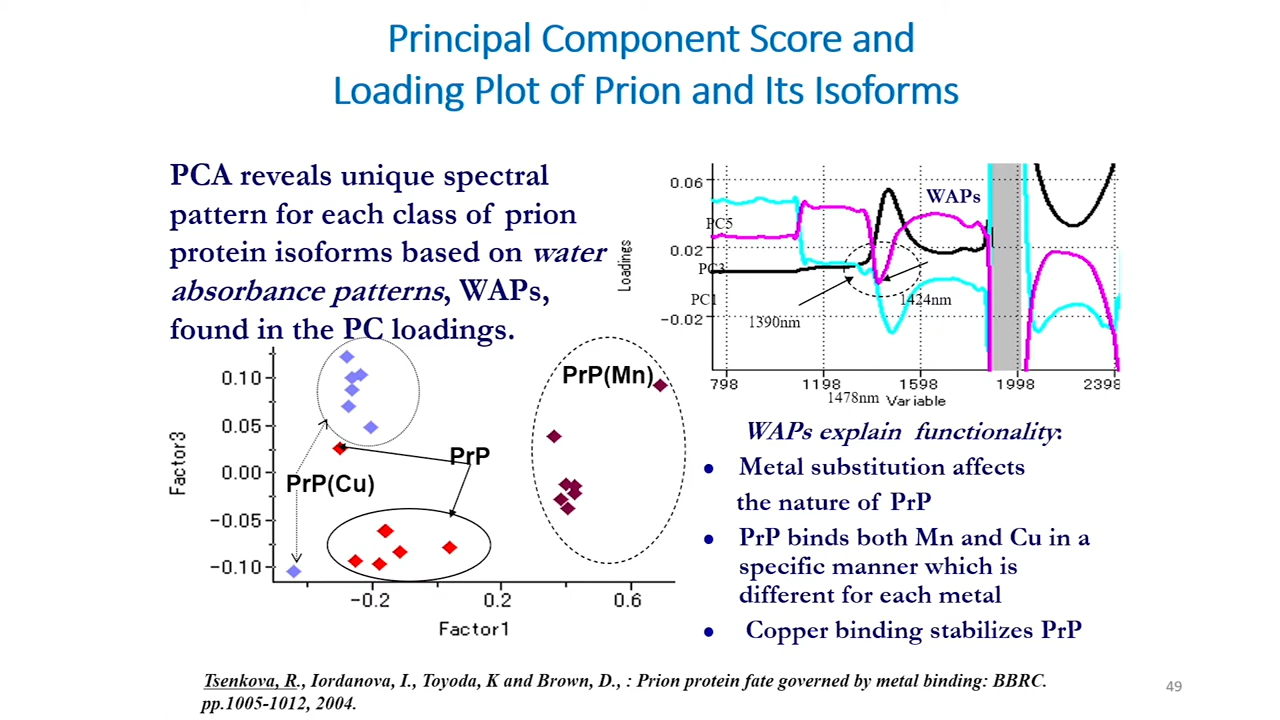 Principal Component Score and
Loading Plot of Prion and Its Isoforms
PCA reveals unique spectral
pattern for each class of prion
protein isoforms based on water
absorbance patterns, WAPs,
found in the PC loadings.
0.06
0.02
-0.02
Loadings
PC5
PC3
PC1
WAPs
1390nm
1424nm
1478nm
798 1198 1598 1998 2398
Variable
0.10
0.05
0.00
-0.05
-0.10
Factor3
PrP(Mn)
PrP
PrP(Cu)
-0.2 0.2 0.6
Factor1
WAPs explain functionality:
• Metal substitution affects
the nature of PrP
• PrP binds both Mn and Cu in a
specific manner which is
different for each metal
• Copper binding stabilizes PrP
Tsenkova, R., Iordanova, I., Toyoda, K and Brown, D., : Prion protein fate governed by metal binding: BBRC.
pp.1005-1012, 2004.
49